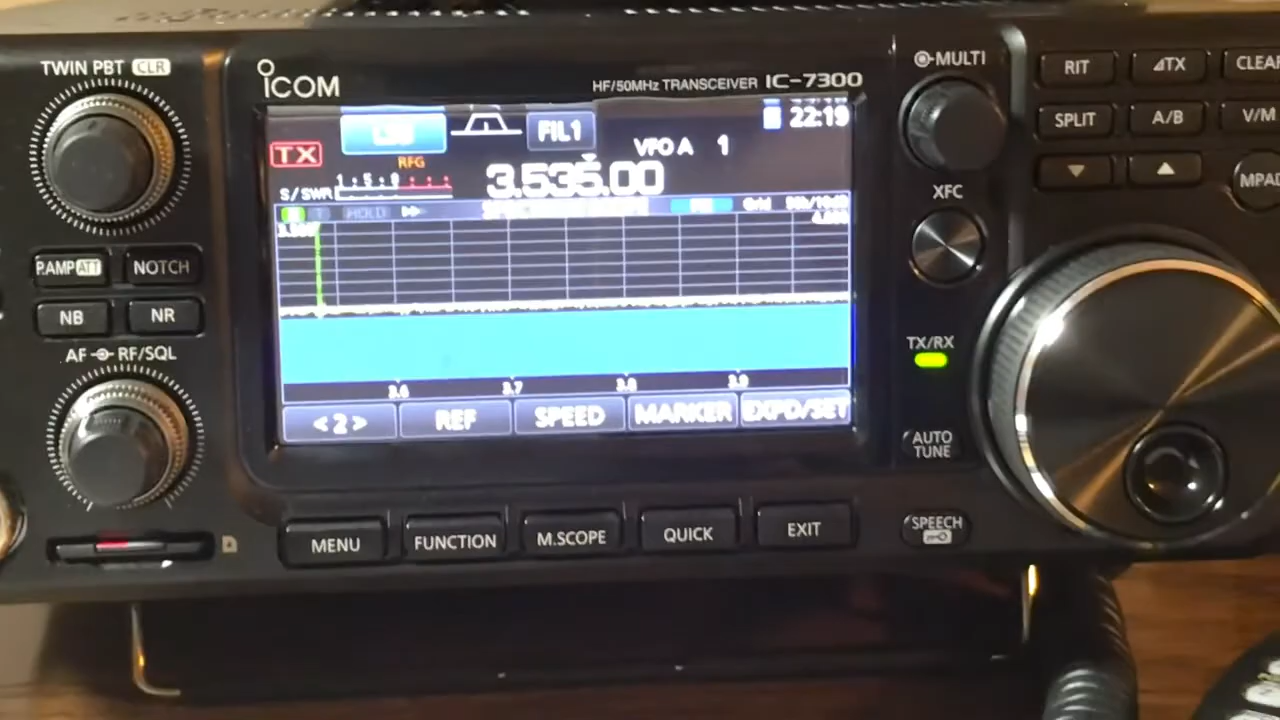 TWIN PBT CLR
P.AMP ATT
NOTCH
NB
NR
AF RF/SQL
ICOM
HF/50MHz TRANSCEIVER IC-7300
FIL1
22:19
TX
RFG
VFO A 1
S/SWR
3.535.00
HOLD
3.6 3.7 3.8 3.9
<2> REF SPEED MARKER EXPD/SET
MENU FUNCTION M.SCOPE QUICK EXIT
MULTI
XFC
TX/RX
AUTO
TUNE
SPEECH
RIT ⊿TX CLEAR
SPLIT A/B V/M
MPAD